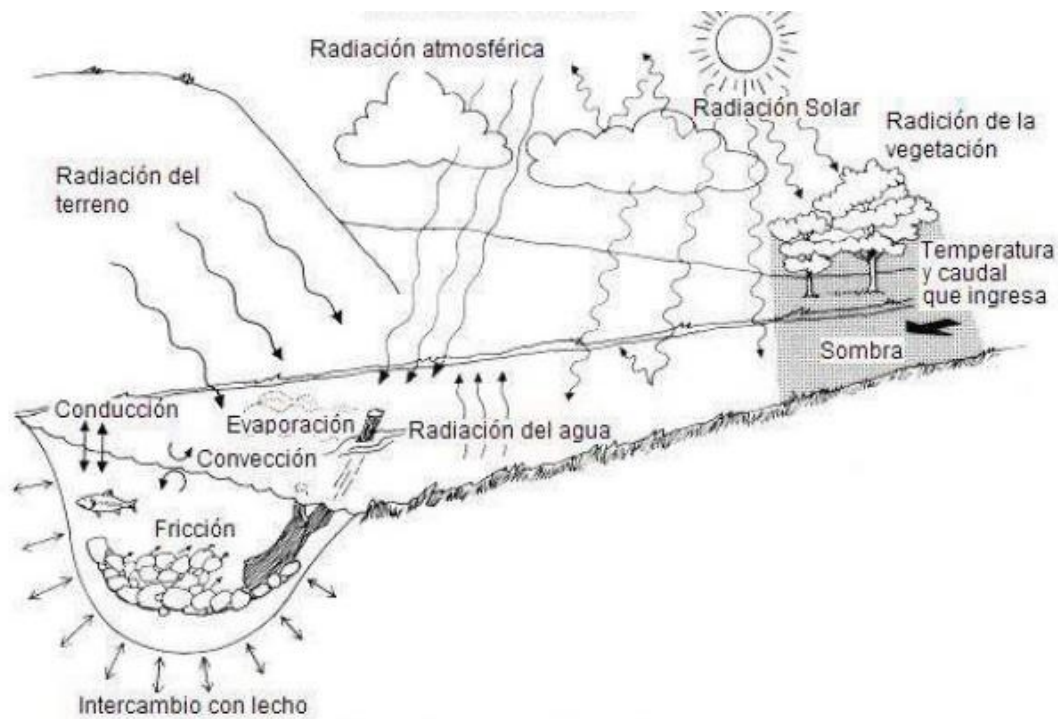 Radiación atmosférica
Radiación Solar
Radición de la
vegetación
Radiación del
terreno
Temperatura
y caudal
que ingresa
Sombra
Conducción
Evaporación
Radiación del agua
Convección
Fricción
Intercambio con lecho